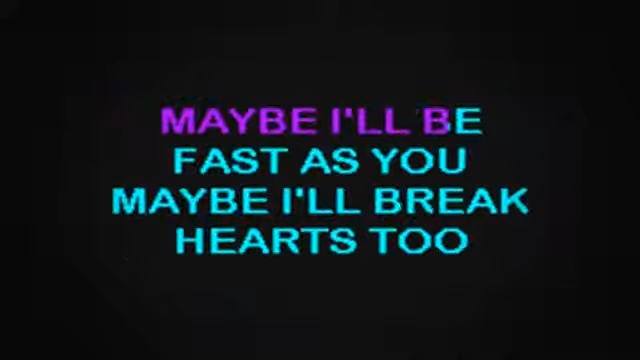 MAYBE I'LL BE
FAST AS YOU
MAYBE I'LL BREAK
HEARTS TOO